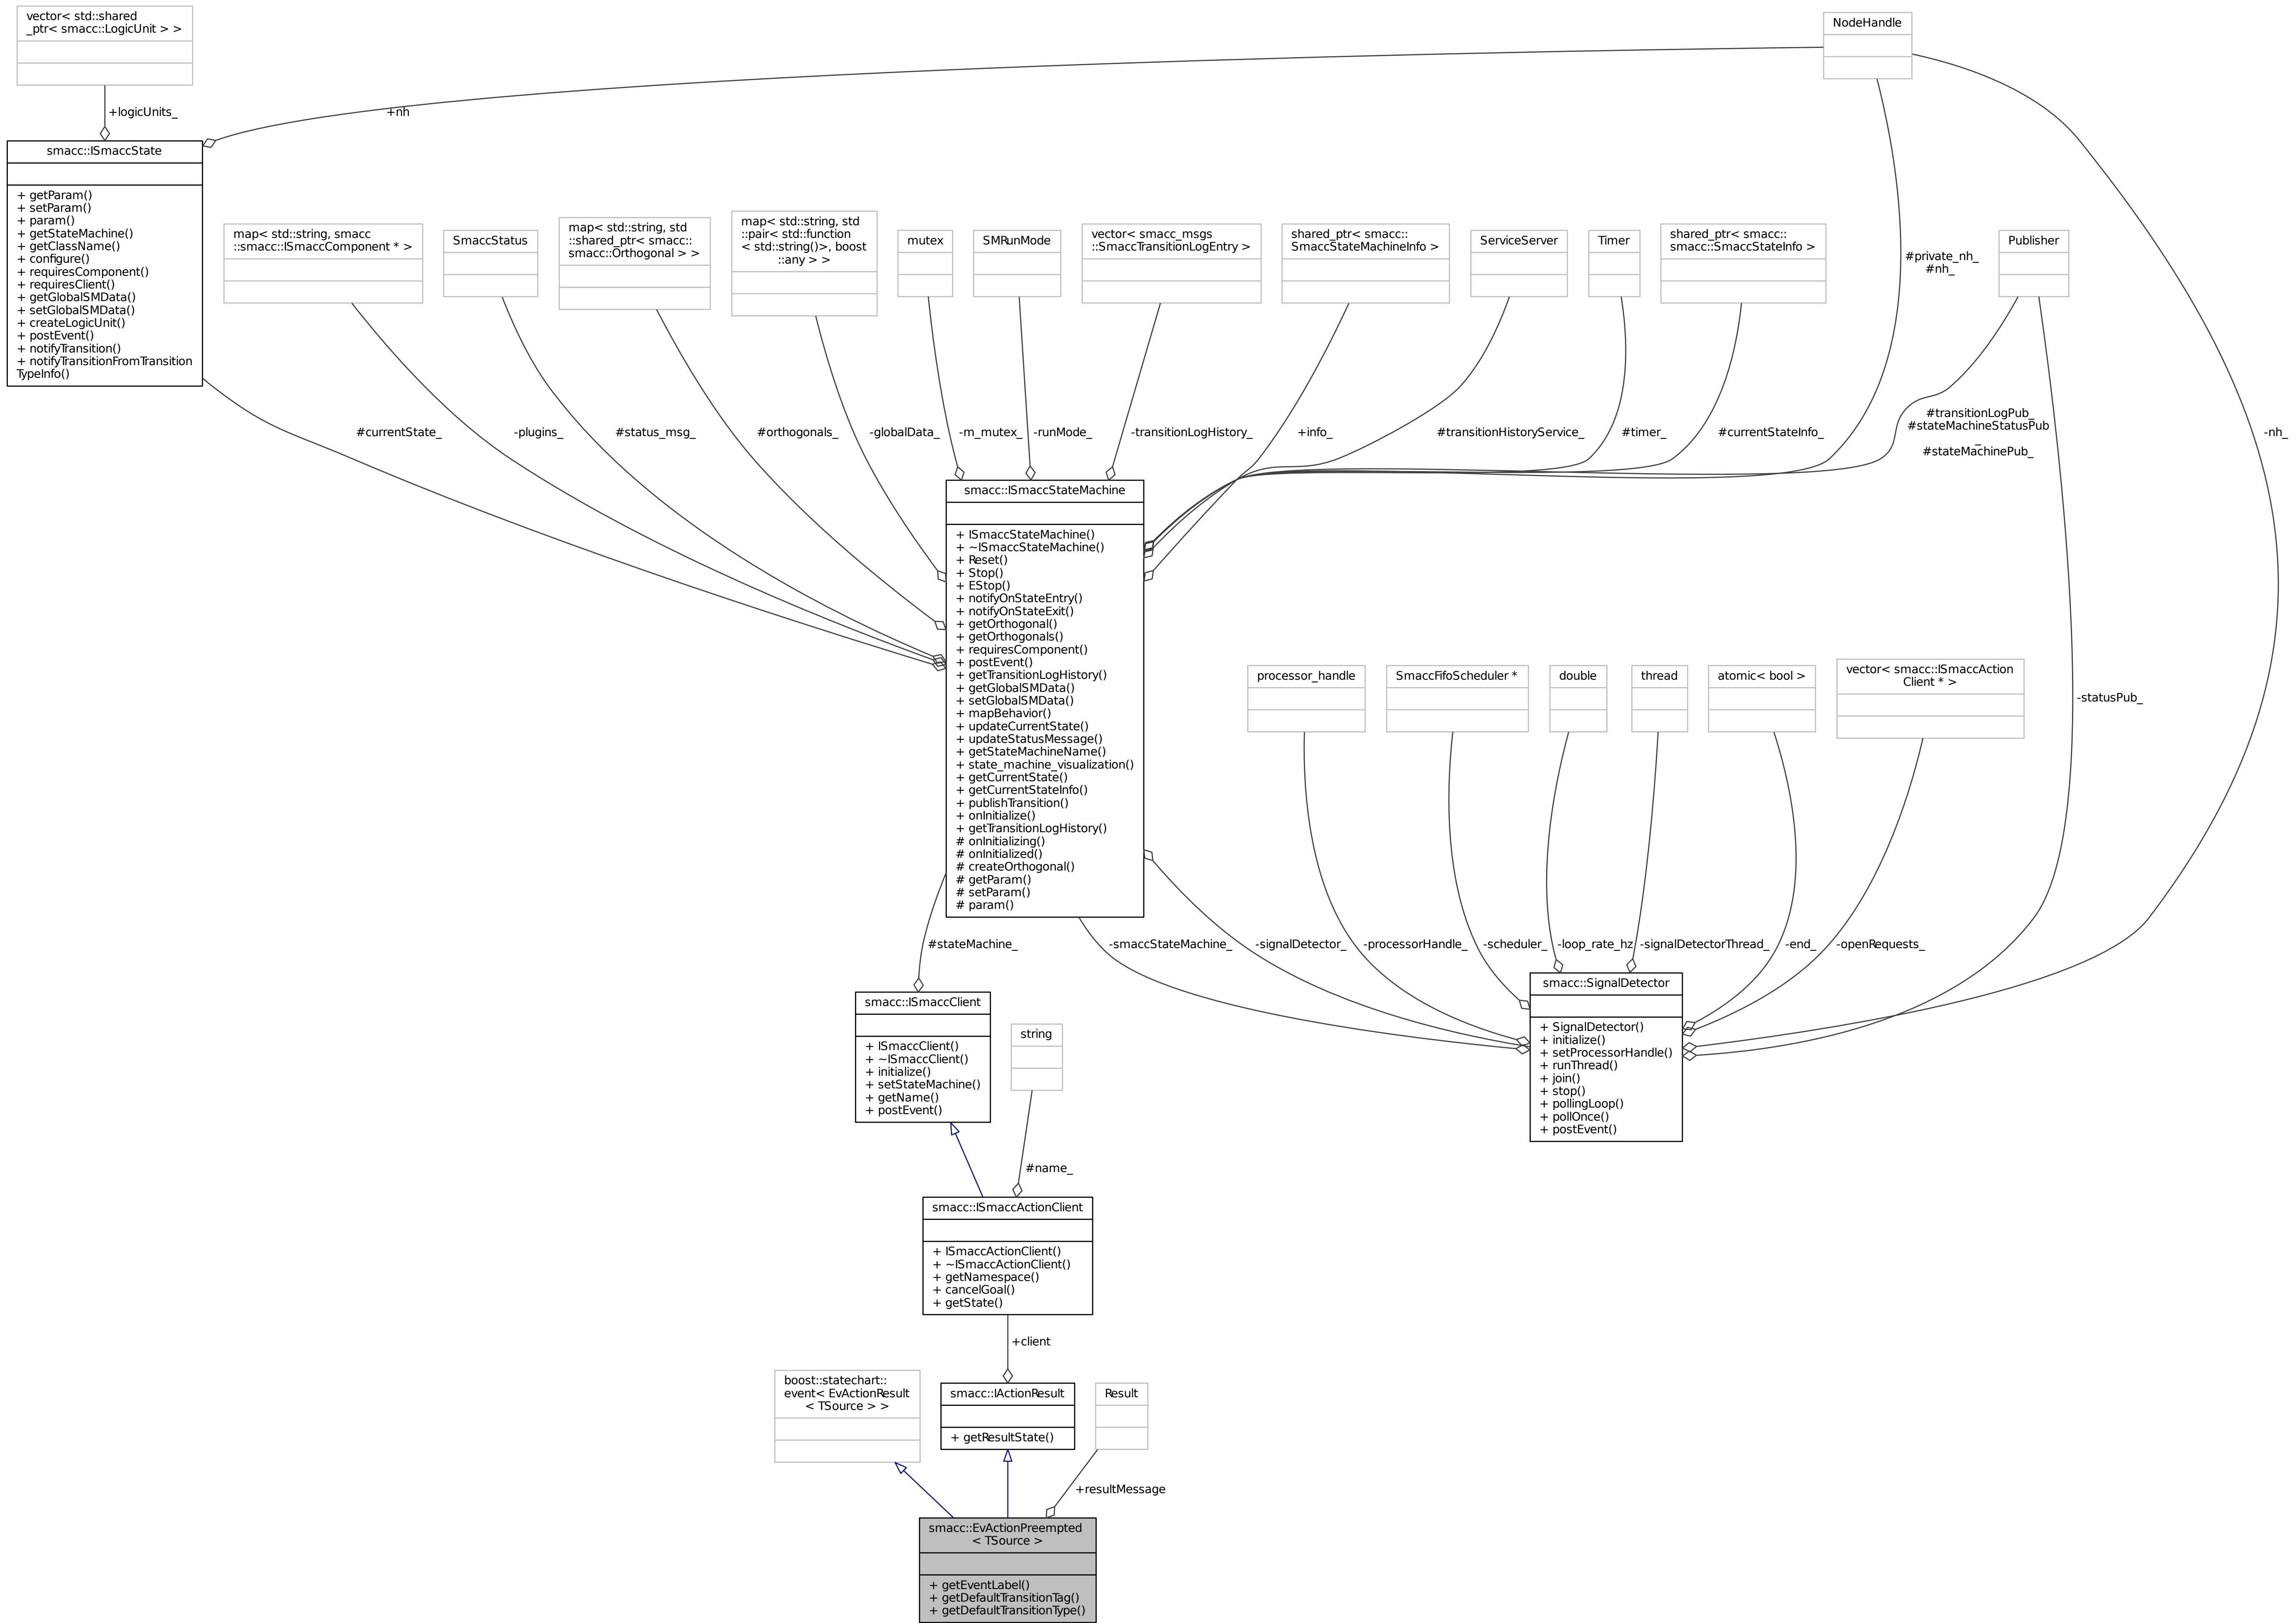 vector< std::shared
_ptr< smacc::LogicUnit > >
NodeHandle
+logicUnits_
+nh
smacc::ISmaccState
+ getParam()
+ setParam()
+ param()
+ getStateMachine()
+ getClassName()
+ configure()
+ requiresComponent()
+ requiresClient()
+ getGlobalSMData()
+ setGlobalSMData()
+ createLogicUnit()
+ postEvent()
+ notifyTransition()
+ notifyTransitionFromTransition
TypeInfo()
map< std::string, smacc
::smacc::ISmaccComponent * >
SmaccStatus
map< std::string, std
::shared_ptr< smacc::
smacc::Orthogonal > >
map< std::string, std
::pair< std::function
< std::string()>, boost
::any > >
mutex
SMRunMode
vector< smacc_msgs
::SmaccTransitionLogEntry >
shared_ptr< smacc::
SmaccStateMachineInfo >
ServiceServer
Timer
shared_ptr< smacc::
smacc::SmaccStateInfo >
#private_nh_
#nh_
Publisher
#currentState_
-plugins_
#status_msg_
#orthogonals_
-globalData_
-m_mutex_
-runMode_
-transitionLogHistory_
+info_
#transitionHistoryService_
#timer_
#currentStateInfo_
#transitionLogPub_
#stateMachineStatusPub
_
#stateMachinePub_
-nh_
smacc::ISmaccStateMachine
+ ISmaccStateMachine()
+ ~ISmaccStateMachine()
+ Reset()
+ Stop()
+ EStop()
+ notifyOnStateEntry()
+ notifyOnStateExit()
+ getOrthogonal()
+ getOrthogonals()
+ requiresComponent()
+ postEvent()
+ getTransitionLogHistory()
+ getGlobalSMData()
+ setGlobalSMData()
+ mapBehavior()
+ updateCurrentState()
+ updateStatusMessage()
+ getStateMachineName()
+ state_machine_visualization()
+ getCurrentState()
+ getCurrentStateInfo()
+ publishTransition()
+ onInitialize()
+ getTransitionLogHistory()
# onInitializing()
# onInitialized()
# createOrthogonal()
# getParam()
# setParam()
# param()
processor_handle
SmaccFifoScheduler *
double
thread
atomic< bool >
vector< smacc::ISmaccAction
Client * >
-statusPub_
#stateMachine_
-smaccStateMachine_
-signalDetector_
-processorHandle_
-scheduler_
-loop_rate_hz
-signalDetectorThread_
-end_
-openRequests_
smacc::SignalDetector
+ SignalDetector()
+ initialize()
+ setProcessorHandle()
+ runThread()
+ join()
+ stop()
+ pollingLoop()
+ pollOnce()
+ postEvent()
smacc::ISmaccClient
+ ISmaccClient()
+ ~ISmaccClient()
+ initialize()
+ setStateMachine()
+ getName()
+ postEvent()
string
#name_
smacc::ISmaccActionClient
+ ISmaccActionClient()
+ ~ISmaccActionClient()
+ getNamespace()
+ cancelGoal()
+ getState()
+client
boost::statechart::
event< EvActionResult
< TSource > >
smacc::IActionResult
+ getResultState()
Result
+resultMessage
smacc::EvActionPreempted
< TSource >
+ getEventLabel()
+ getDefaultTransitionTag()
+ getDefaultTransitionType()